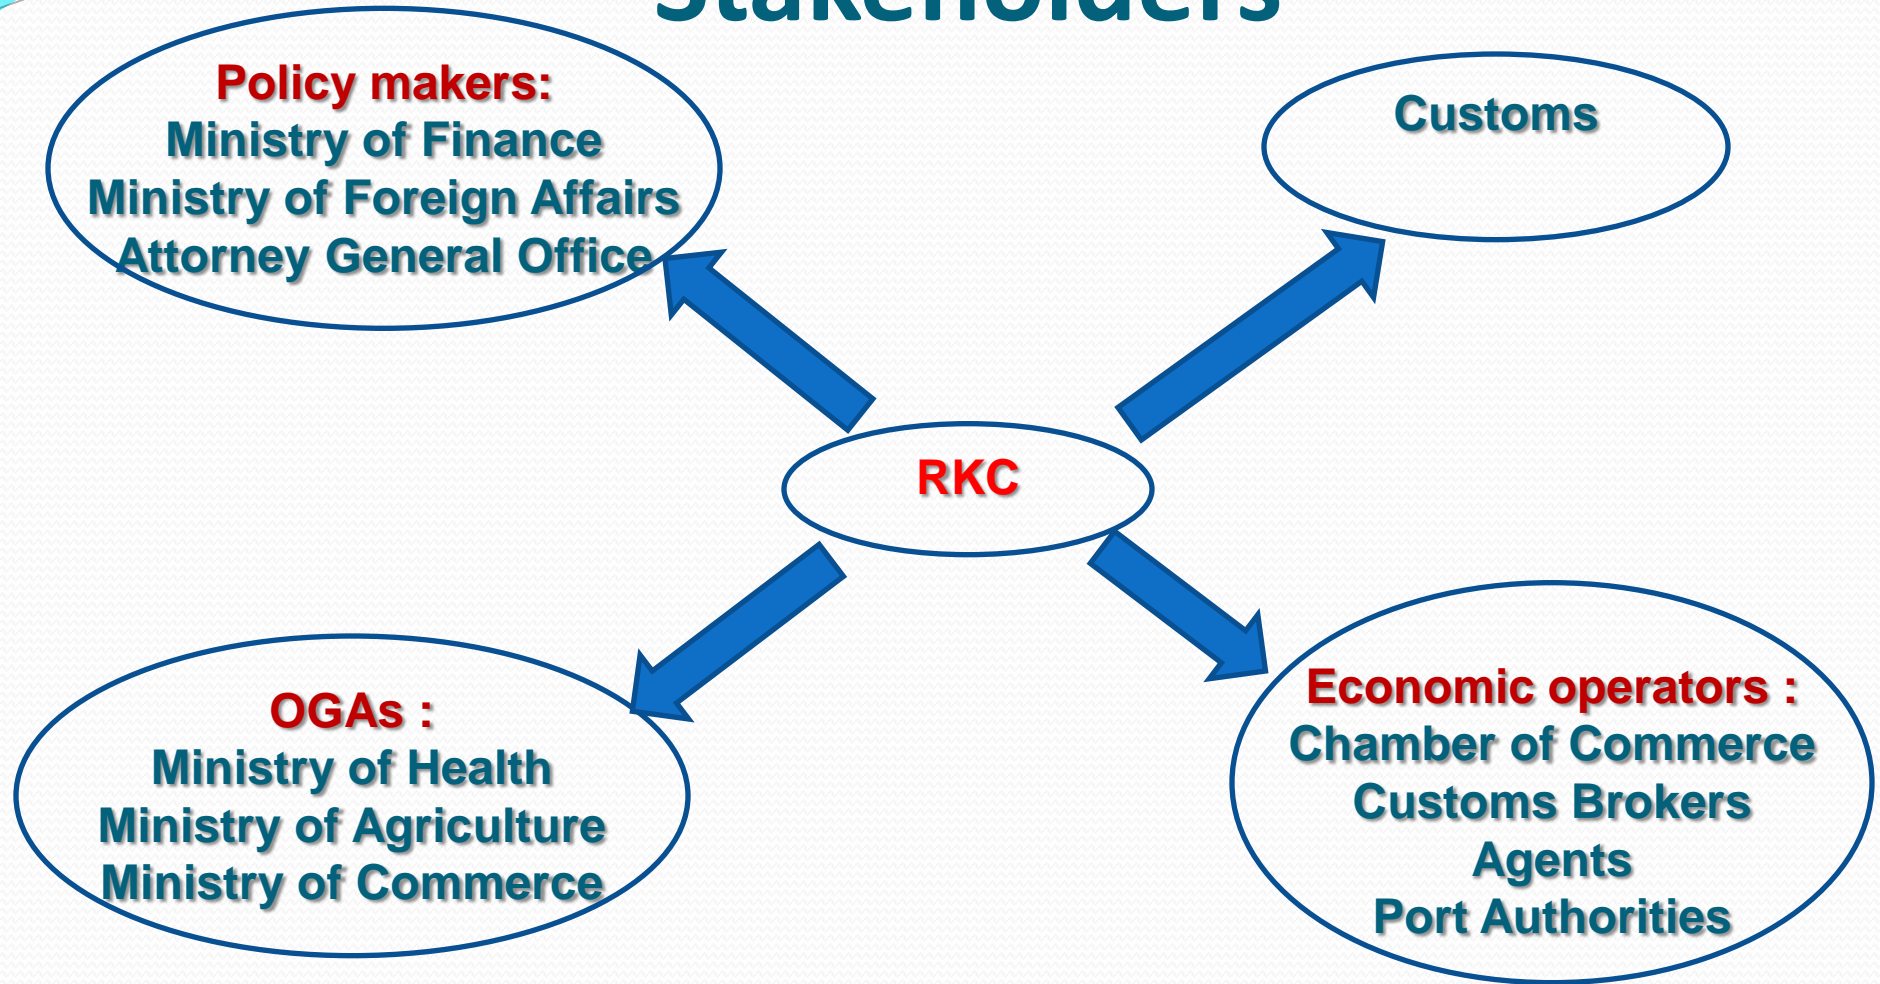 Stakeholders
Policy makers:
Ministry of Finance
Ministry of Foreign Affairs
Attorney General Office
Customs
RKC
OGAs :
Ministry of Health
Ministry of Agriculture
Ministry of Commerce
Economic operators :
Chamber of Commerce
Customs Brokers
Agents
Port Authorities